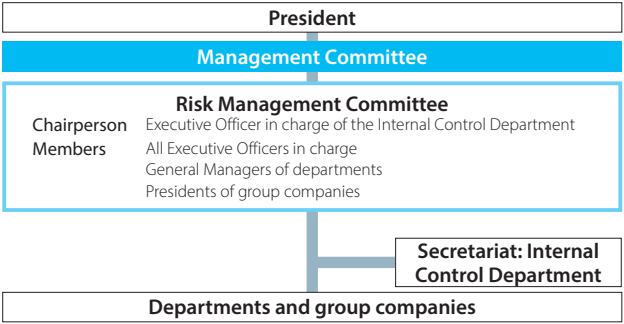 President
Management Committee
Risk Management Committee
Chairperson Executive Officer in charge of the Internal Control Department
Members All Executive Officers in charge
General Managers of departments
Presidents of group companies
Secretariat: Internal
Control Department
Departments and group companies